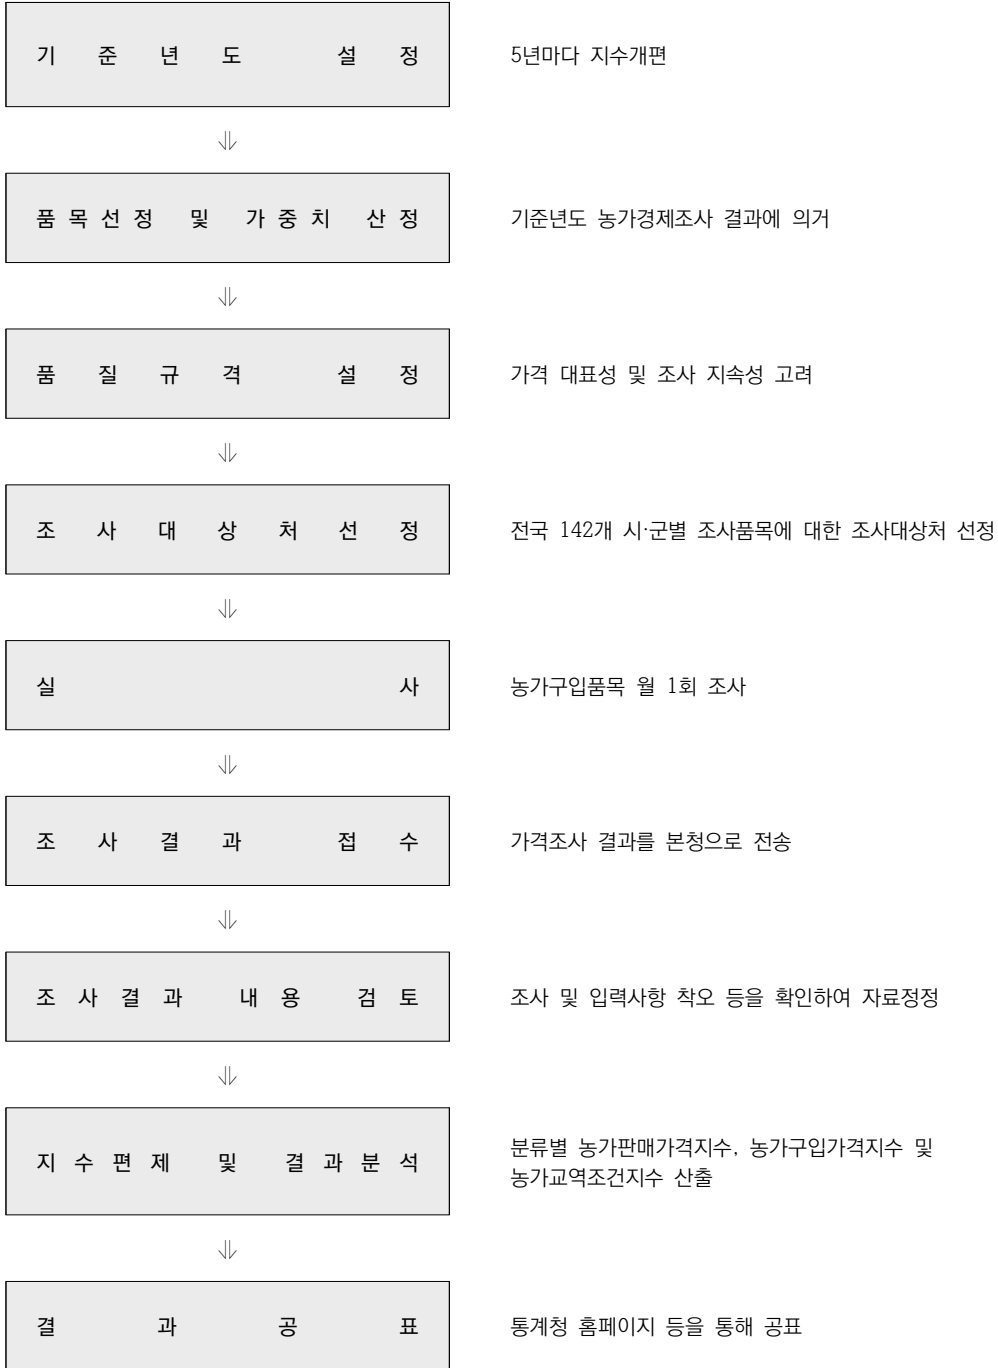 기준년도 설정
5년마다 지수개편
⇓
품목선정 및 가중치 산정
기준년도 농가경제조사 결과에 의거
⇓
품질규격 설정
가격 대표성 및 조사 지속성 고려
⇓
조사대상처선정
전국 142개 시·군별 조사품목에 대한 조사대상처 선정
⇓
실사
농가구입품목 월 1회 조사
⇓
조사결과 접수
가격조사 결과를 본청으로 전송
⇓
조사결과 내용 검토
조사 및 입력사항 착오 등을 확인하여 자료정정
⇓
지수편제 및 결과분석
분류별 농가판매가격지수, 농가구입가격지수 및
농가교역조건지수 산출
⇓
결과공표
통계청 홈페이지 등을 통해 공표